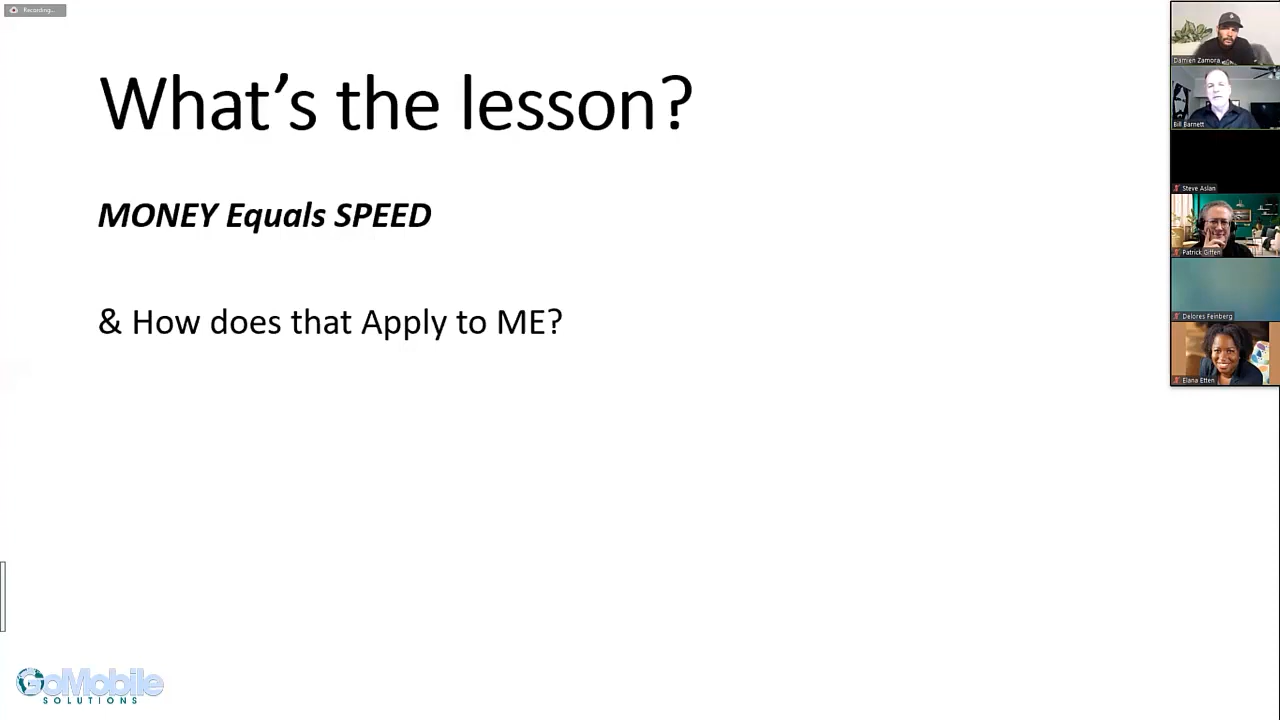 Recording...
What's the lesson?
MONEY Equals SPEED
& How does that Apply to ME?
Damien Zamora
Bill Barnett
Steve Aslan
Patrick Giffen
Delores Feinberg
Elana Etten
GoMobile
SOLUTIONS